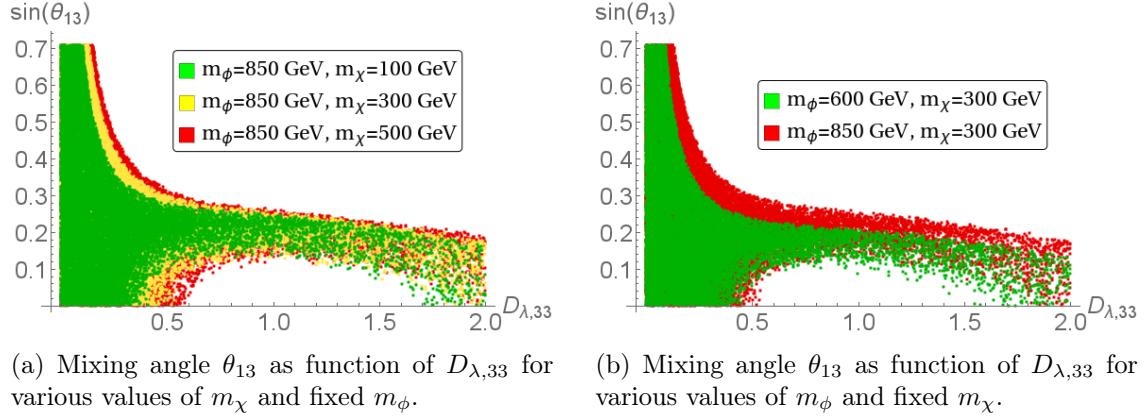 sin(θ13)
0.7
0.6
0.5
0.4
0.3
0.2
0.1
0.5
1.0
1.5
2.0
Dλ,33
mϕ=850 GeV, mχ=100 GeV
mϕ=850 GeV, mχ=300 GeV
mϕ=850 GeV, mχ=500 GeV
(a) Mixing angle θ13 as function of Dλ,33 for
various values of mχ and fixed mϕ.
sin(θ13)
0.7
0.6
0.5
0.4
0.3
0.2
0.1
0.5
1.0
1.5
2.0
Dλ,33
mϕ=600 GeV, mχ=300 GeV
mϕ=850 GeV, mχ=300 GeV
(b) Mixing angle θ13 as function of Dλ,33 for
various values of mϕ and fixed mχ.